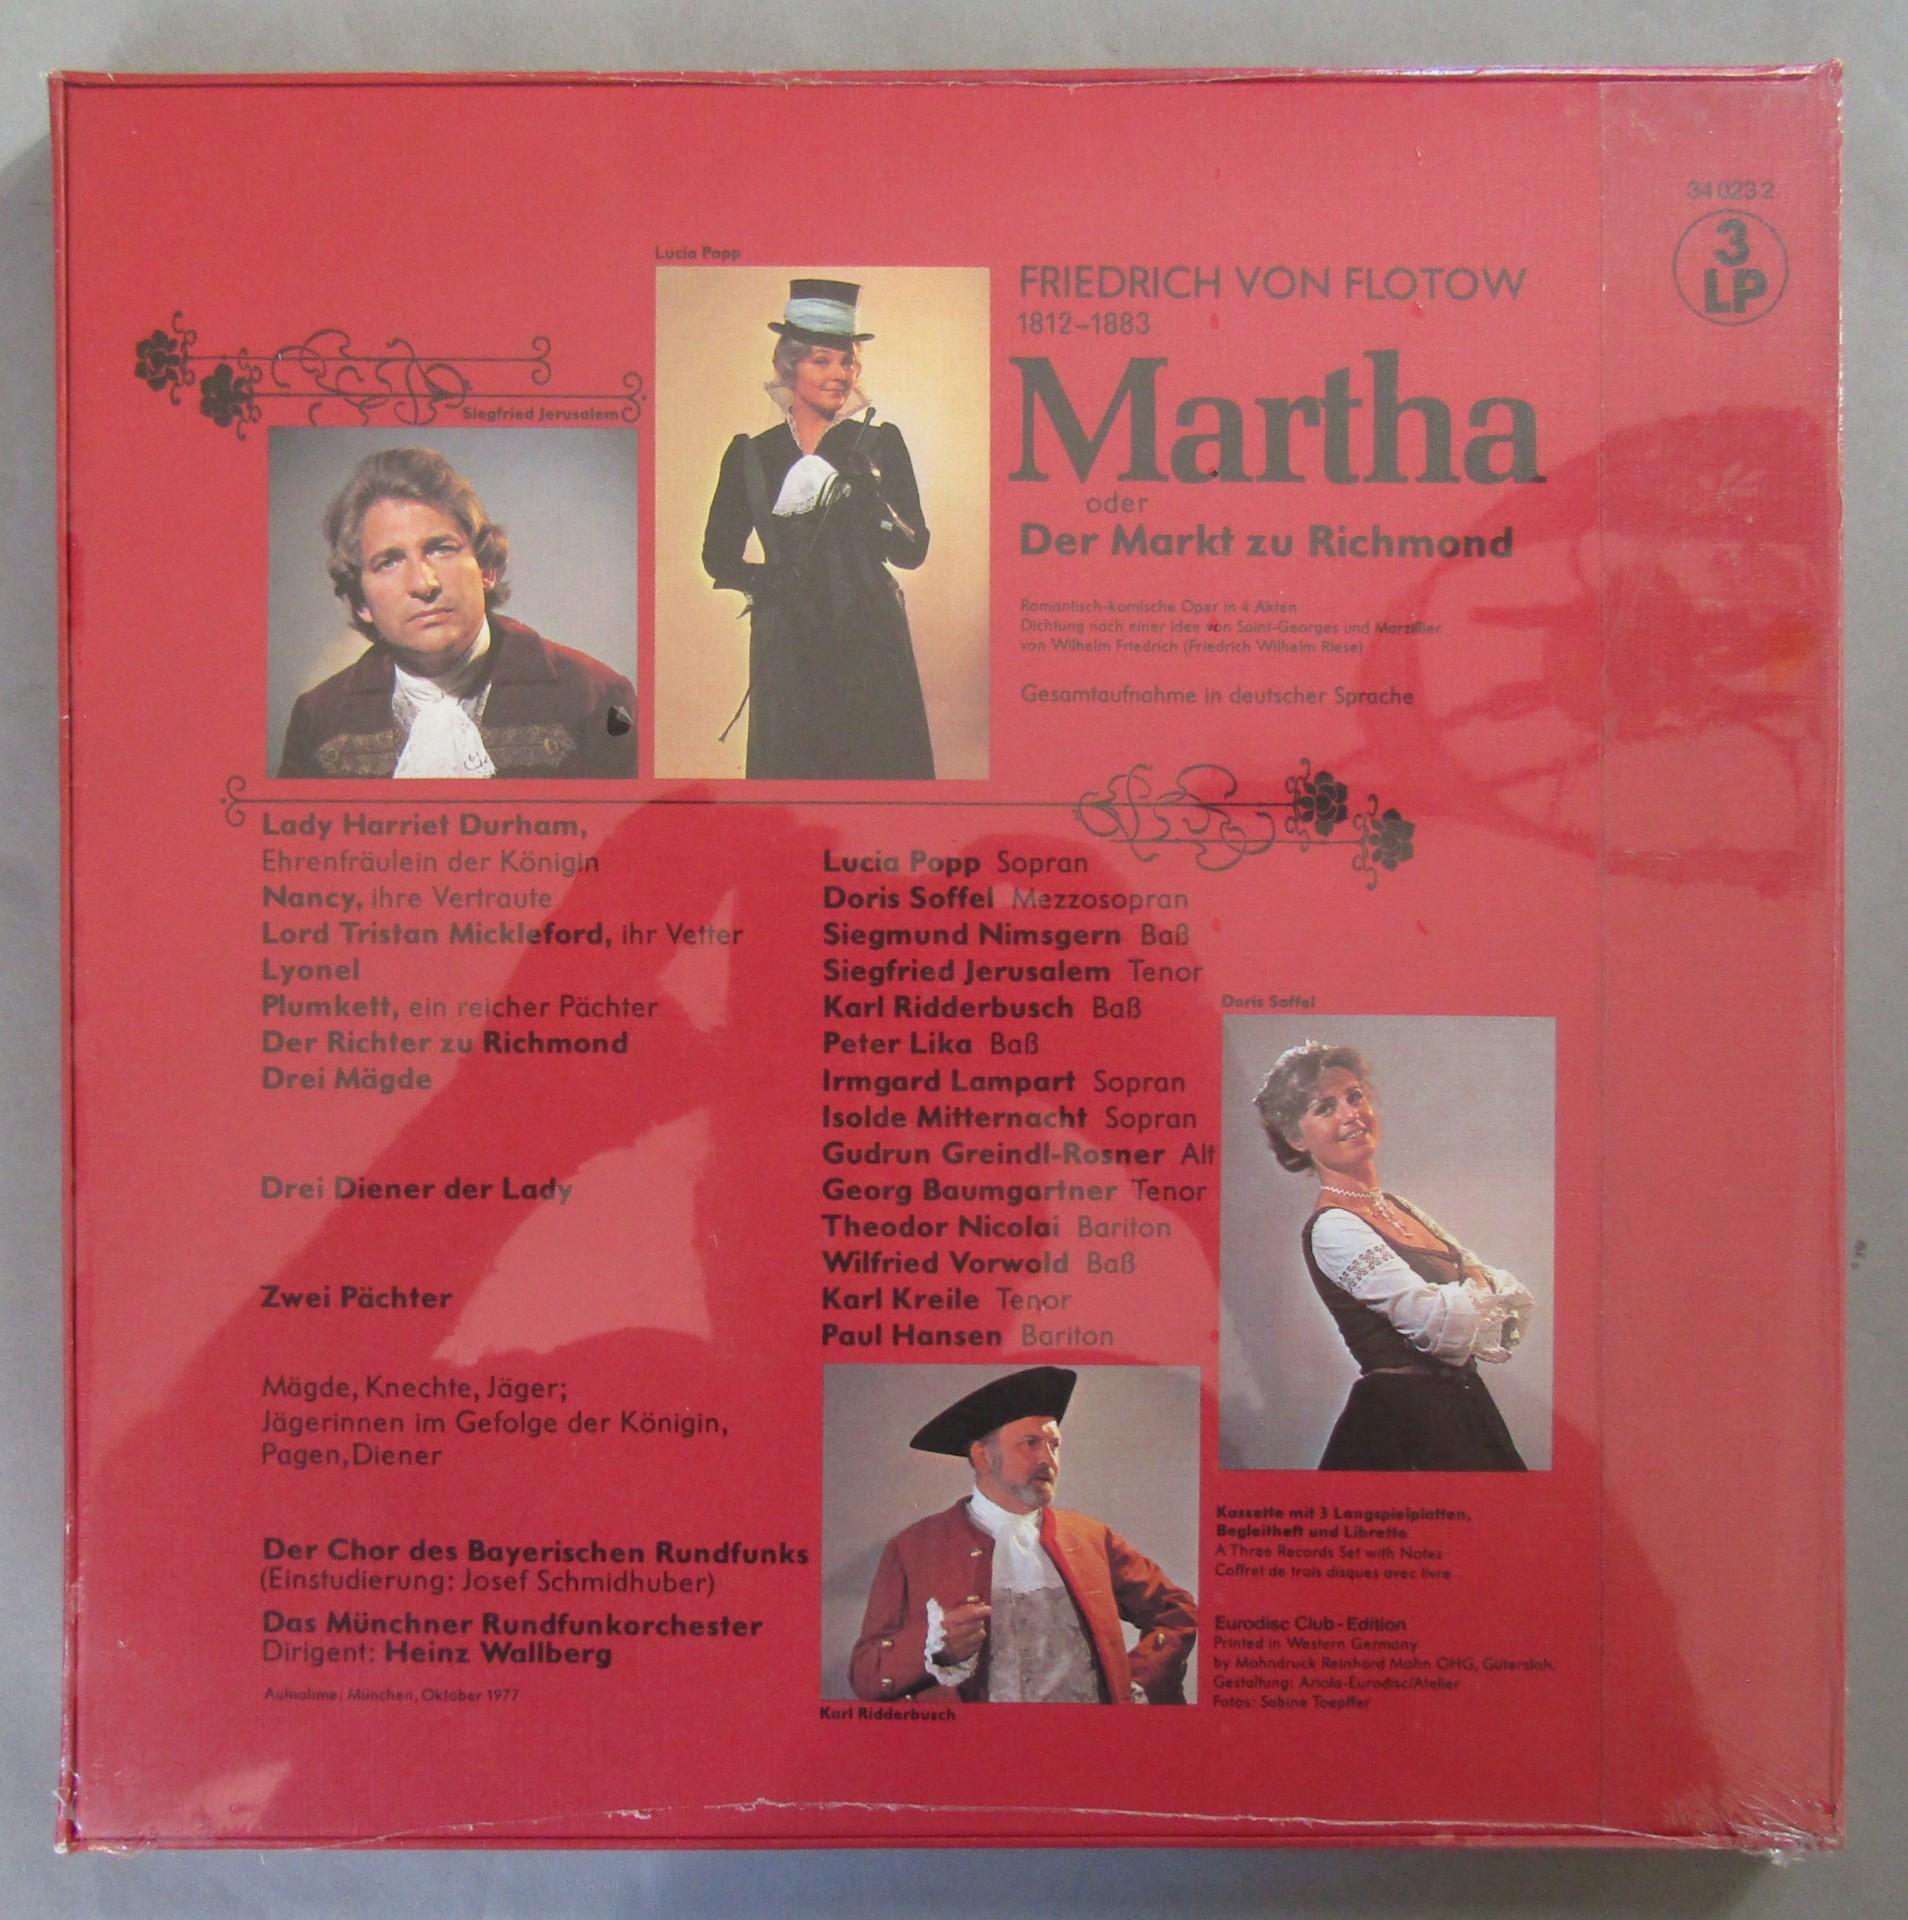 34 023 2
3
LP
Lucia Popp
FRIEDRICH VON FLOTOW
1812–1883
Martha
oder
Der Markt zu Richmond
Siegfried Jerusalem
Romantisch-komische Oper in 4 Akten
Dichtung nach einer Idee von Saint-Georges und Marzillier
von Wilhelm Friedrich (Friedrich Wilhelm Riese)
Gesamtaufnahme in deutscher Sprache
Lady Harriet Durham,
Ehrenfräulein der Königin Lucia Popp Sopran
Nancy, ihre Vertraute Doris Soffel Mezzosopran
Lord Tristan Mickleford, ihr Vetter Siegmund Nimsgern Baß
Lyonel Siegfried Jerusalem Tenor
Plumkett, ein reicher Pächter Karl Ridderbusch Baß
Der Richter zu Richmond Peter Lika Baß
Drei Mägde Irmgard Lampart Sopran
Isolde Mitternacht Sopran
Gudrun Greindl-Rosner Alt
Drei Diener der Lady Georg Baumgartner Tenor
Theodor Nicolai Bariton
Wilfried Vorwold Baß
Zwei Pächter Karl Kreile Tenor
Paul Hansen Bariton
Doris Soffel
Mägde, Knechte, Jäger;
Jägerinnen im Gefolge der Königin,
Pagen, Diener
Der Chor des Bayerischen Rundfunks
(Einstudierung: Josef Schmidhuber)
Das Münchner Rundfunkorchester
Dirigent: Heinz Wallberg
Aufnahme: München, Oktober 1977
Karl Ridderbusch
Kassette mit 3 Langspielplatten,
Begleitheft und Libretto
A Three Records Set with Notes
Coffret de trois disques avec livre
Eurodisc Club-Edition
Printed in Western Germany
by Mohndruck Reinhard Mohn OHG, Gütersloh.
Gestaltung: Ariola-Eurodisc/Atelier
Fotos: Sabine Toepffer